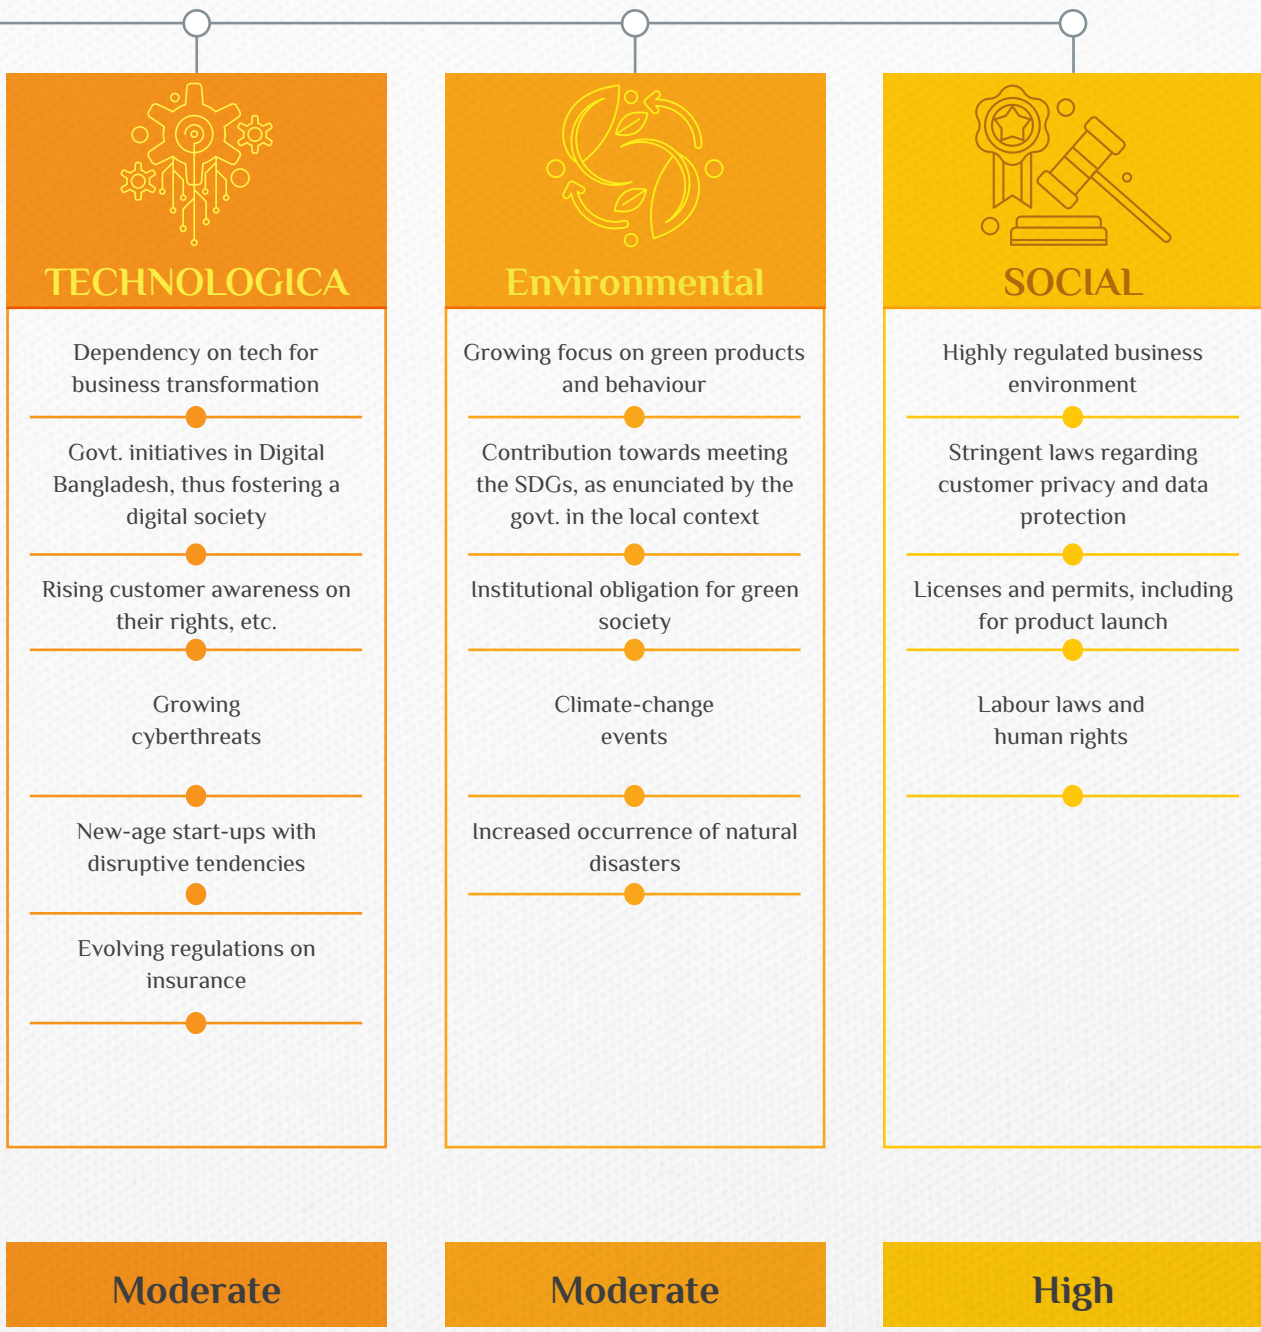 TECHNOLOGICA
Dependency on tech for
business transformation
Govt. initiatives in Digital
Bangladesh, thus fostering a
digital society
Rising customer awareness on
their rights, etc.
Growing
cyberthreats
New-age start-ups with
disruptive tendencies
Evolving regulations on
insurance
Moderate
Environmental
Growing focus on green products
and behaviour
Contribution towards meeting
the SDGs, as enunciated by the
govt. in the local context
Institutional obligation for green
society
Climate-change
events
Increased occurrence of natural
disasters
Moderate
SOCIAL
Highly regulated business
environment
Stringent laws regarding
customer privacy and data
protection
Licenses and permits, including
for product launch
Labour laws and
human rights
High